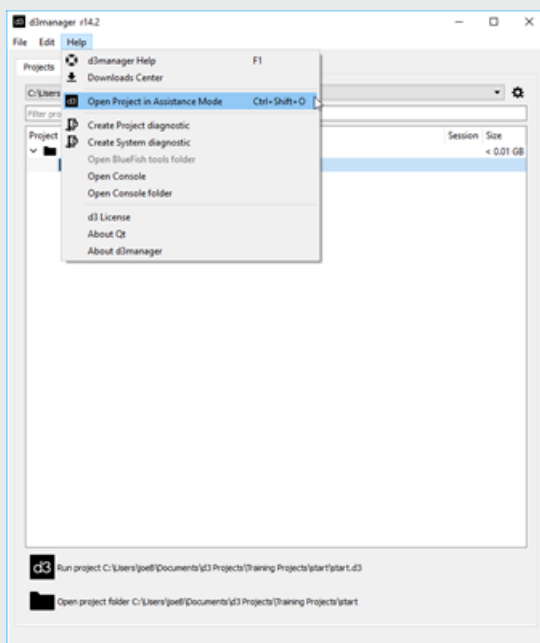 d3 d3manager r14.2
File Edit Help
d3manager Help F1
Projects
Downloads Center
C:\Users
d3 Open Project in Assistance Mode Ctrl+Shift+O
Filter pro
Create Project diagnostic
Project Session Size
Create System diagnostic
< 0.01 GB
Open BlueFish tools folder
Open Console
Open Console folder
d3 License
About Qt
About d3manager
d3 Run project C:\Users\joeB\Documents\d3 Projects\Training Projects\start\start.d3
Open project folder C:\Users\joeB\Documents\d3 Projects\Training Projects\start